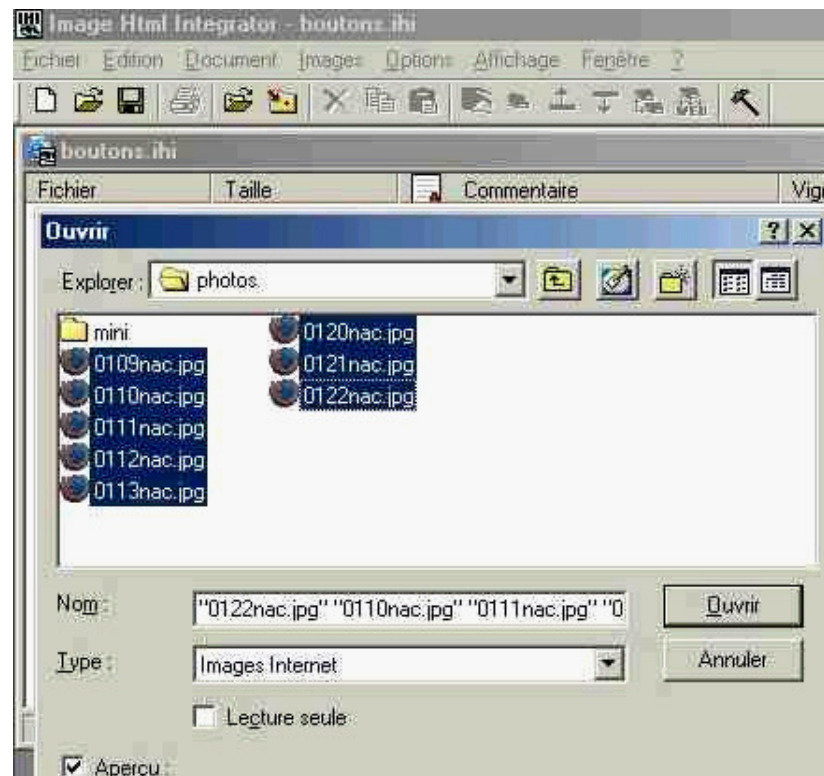 Image Html Integrator - boutons.ihi
Fichier Edition Document Images Options Affichage Fenêtre ?
boutons.ihi
Fichier Taille Commentaire Vign
Ouvrir
Explorer : photos
mini 0120nac.jpg
0109nac.jpg 0121nac.jpg
0110nac.jpg 0122nac.jpg
0111nac.jpg
0112nac.jpg
0113nac.jpg
Nom : "0122nac.jpg" "0110nac.jpg" "0111nac.jpg" "0 Ouvrir
Type : Images Internet Annuler
Lecture seule
Aperçu :